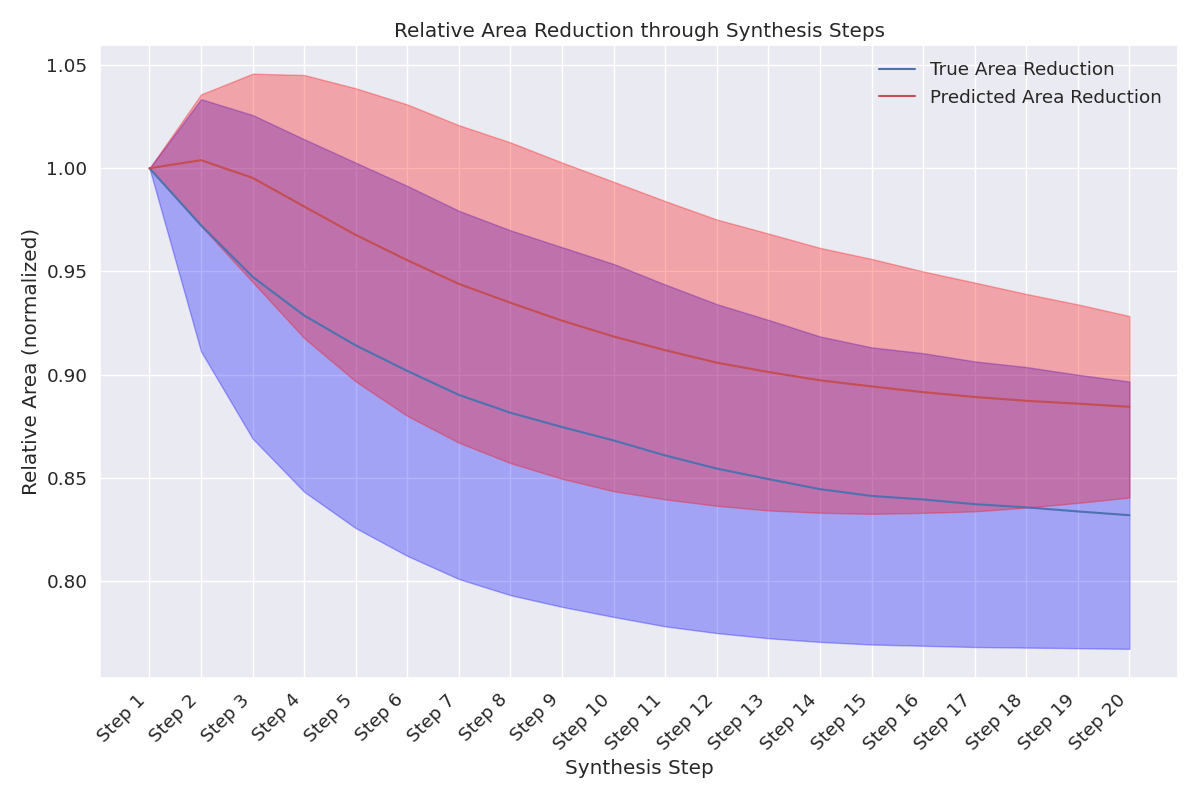 Relative Area Reduction through Synthesis Steps
True Area Reduction
Predicted Area Reduction
Relative Area (normalized)
1.05
1.00
0.95
0.90
0.85
0.80
Step 1
Step 2
Step 3
Step 4
Step 5
Step 6
Step 7
Step 8
Step 9
Step 10
Step 11
Step 12
Step 13
Step 14
Step 15
Step 16
Step 17
Step 18
Step 19
Step 20
Synthesis Step